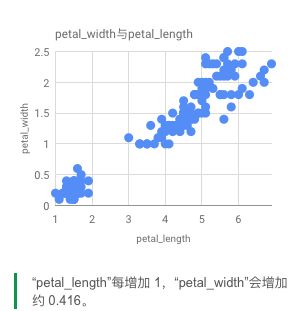 petal_width与petal_length
2.5
2
1.5
1
0.5
0
1 2 3 4 5 6
petal_width
petal_length
“petal_length”每增加 1，“petal_width”会增加
约 0.416。